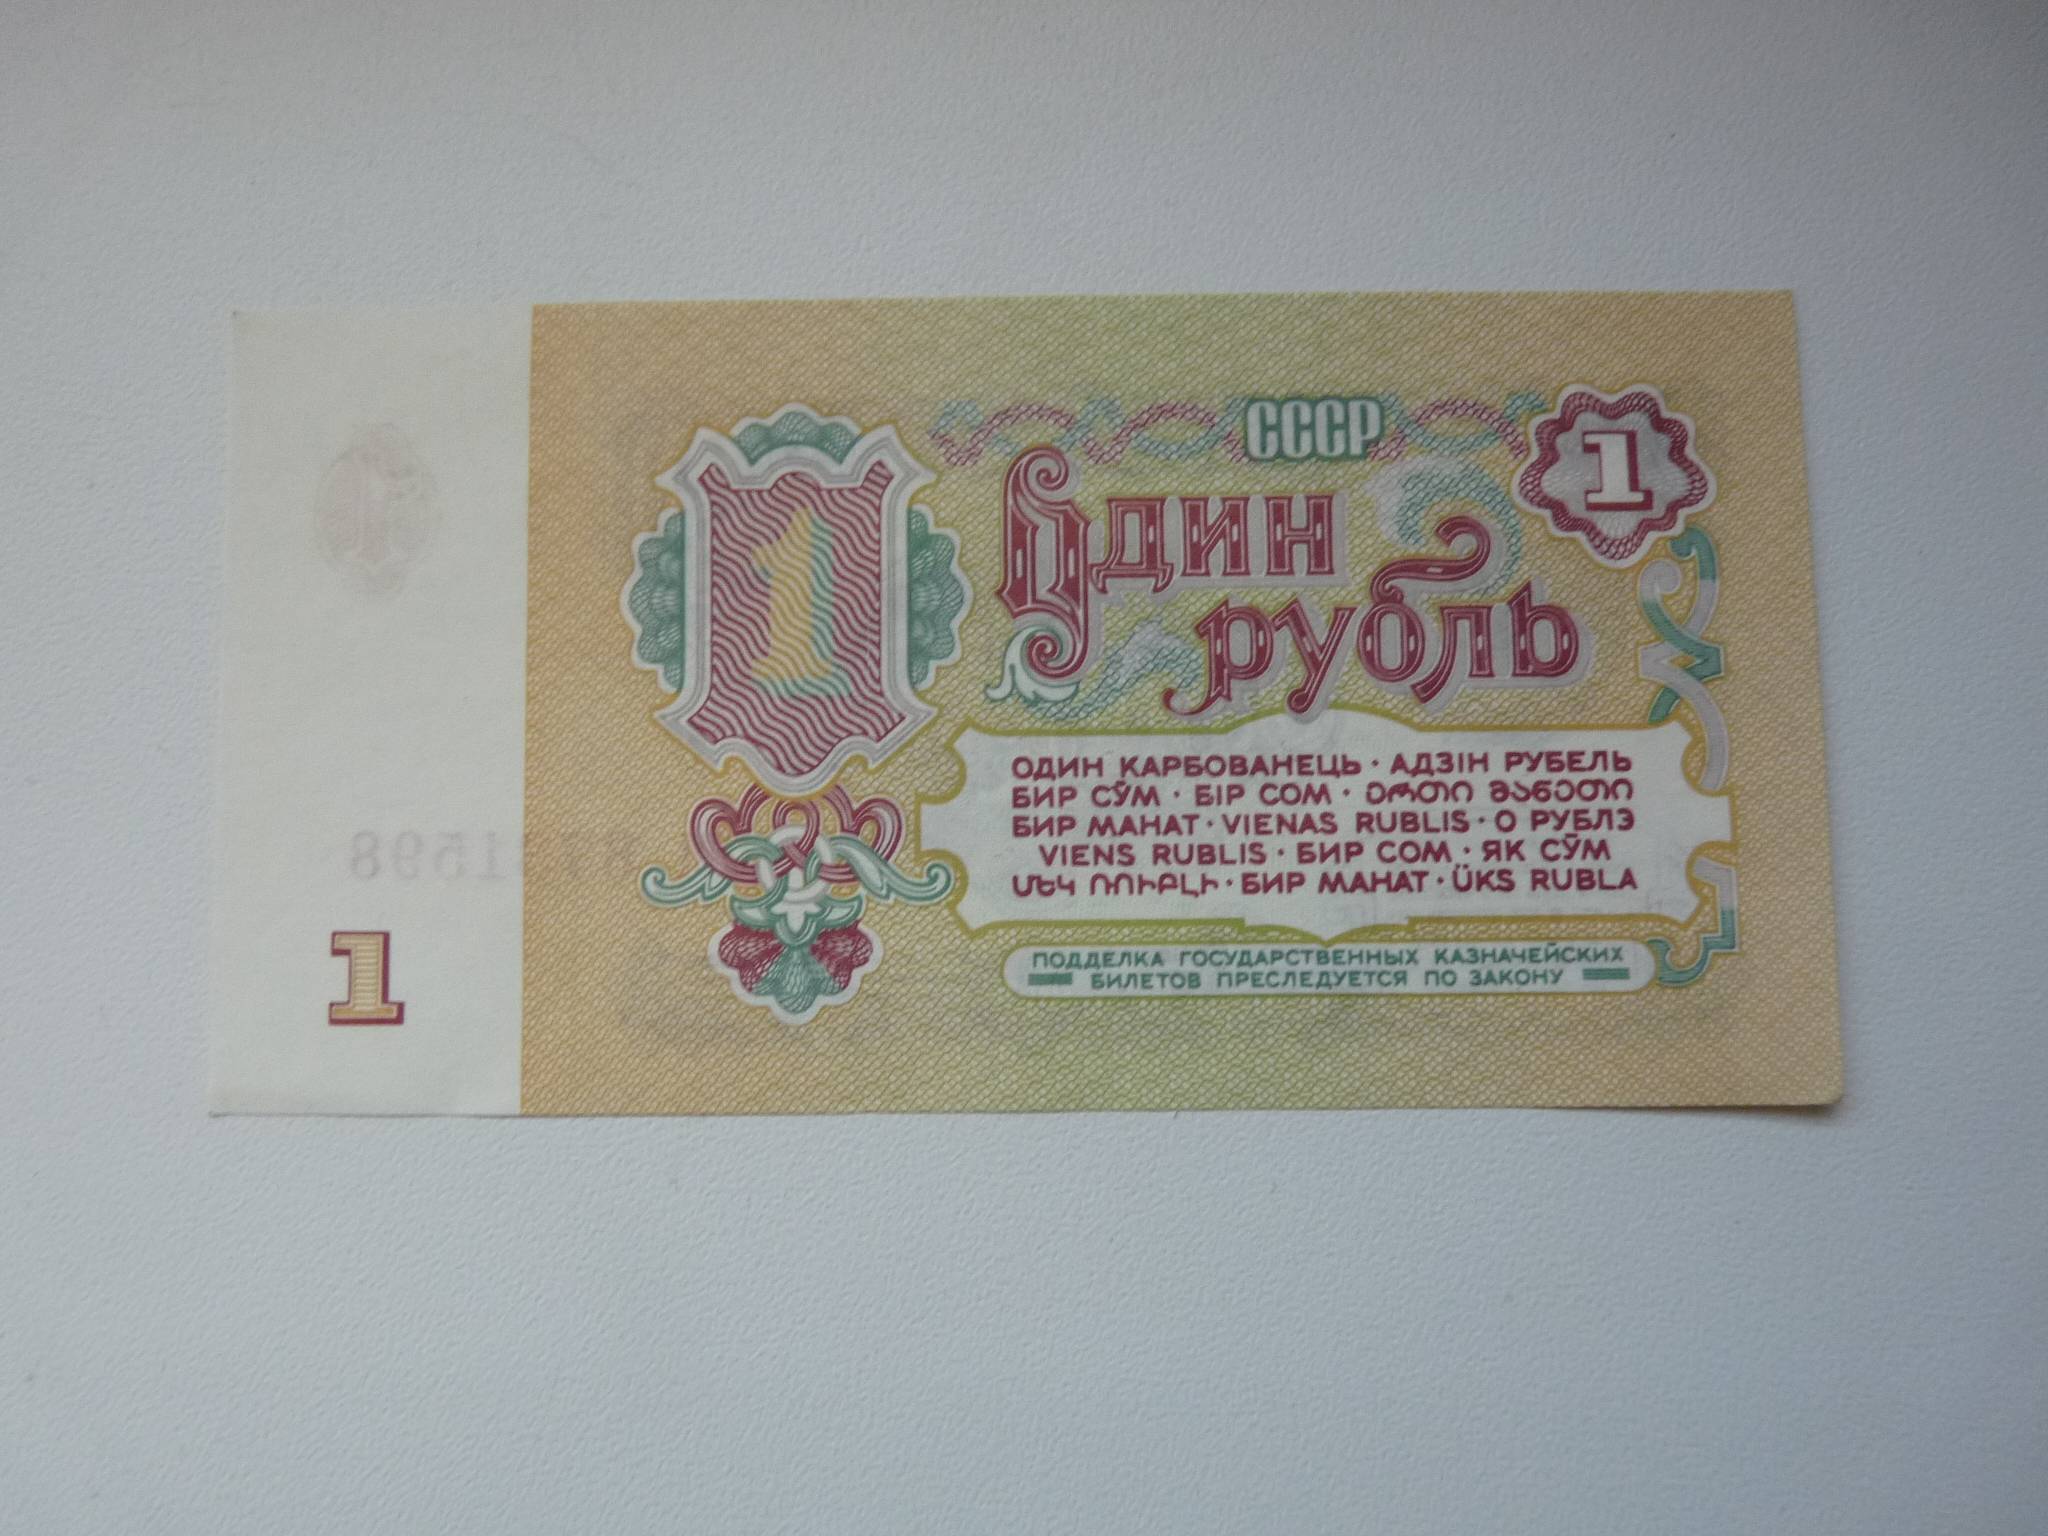 СССР
1
1
Один
рубль
ОДИН КАРБОВАНЕЦЬ · АДЗІН РУБЕЛЬ
БИР СЎМ · БІР СОМ · ᲔᲠᲗᲘ ᲛᲐᲜᲔᲗᲘ
БИР МАНАТ · VIENAS RUBLIS · О РУБЛЭ
VIENS RUBLIS · БИР СОМ · ЯК СӮМ
ՄԵԿ ՌՈՒԲԼԻ · БИР МАНАТ · ÜKS RUBLA
ПОДДЕЛКА ГОСУДАРСТВЕННЫХ КАЗНАЧЕЙСКИХ
БИЛЕТОВ ПРЕСЛЕДУЕТСЯ ПО ЗАКОНУ
1